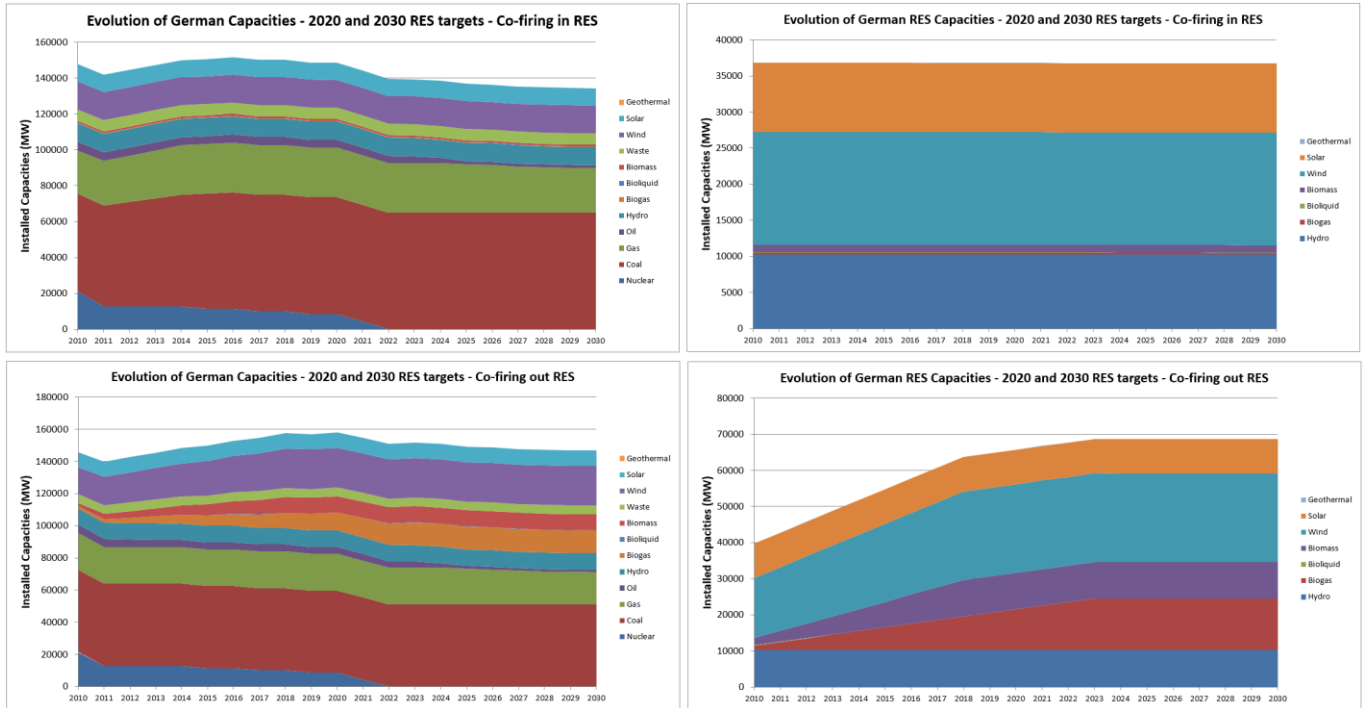 Evolution of German Capacities - 2020 and 2030 RES targets - Co-firing in RES
Installed Capacities (MW)
160000
140000
120000
100000
80000
60000
40000
20000
0
2010 2011 2012 2013 2014 2015 2016 2017 2018 2019 2020 2021 2022 2023 2024 2025 2026 2027 2028 2029 2030
Geothermal
Solar
Wind
Waste
Biomass
Bioliquid
Biogas
Hydro
Oil
Gas
Coal
Nuclear
Evolution of German RES Capacities - 2020 and 2030 RES targets - Co-firing in RES
Installed Capacities (MW)
40000
35000
30000
25000
20000
15000
10000
5000
0
2010 2011 2012 2013 2014 2015 2016 2017 2018 2019 2020 2021 2022 2023 2024 2025 2026 2027 2028 2029 2030
Geothermal
Solar
Wind
Biomass
Bioliquid
Biogas
Hydro
Evolution of German Capacities - 2020 and 2030 RES targets - Co-firing out RES
Installed Capacities (MW)
180000
160000
140000
120000
100000
80000
60000
40000
20000
0
2010 2011 2012 2013 2014 2015 2016 2017 2018 2019 2020 2021 2022 2023 2024 2025 2026 2027 2028 2029 2030
Geothermal
Solar
Wind
Waste
Biomass
Bioliquid
Biogas
Hydro
Oil
Gas
Coal
Nuclear
Evolution of German RES Capacities - 2020 and 2030 RES targets - Co-firing out RES
Installed Capacities (MW)
80000
70000
60000
50000
40000
30000
20000
10000
0
2010 2011 2012 2013 2014 2015 2016 2017 2018 2019 2020 2021 2022 2023 2024 2025 2026 2027 2028 2029 2030
Geothermal
Solar
Wind
Biomass
Bioliquid
Biogas
Hydro